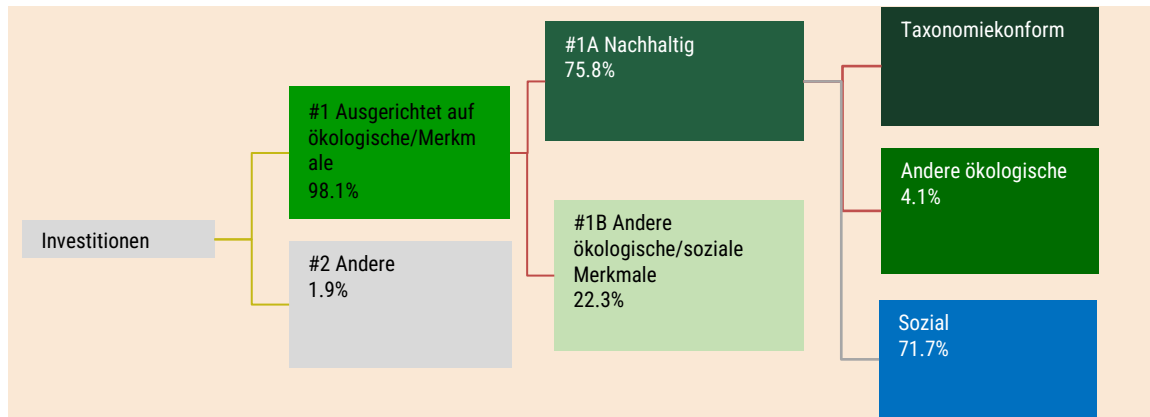 Investitionen
#1 Ausgerichtet auf
ökologische/Merkm
ale
98.1%
#2 Andere
1.9%
#1A Nachhaltig
75.8%
#1B Andere
ökologische/soziale
Merkmale
22.3%
Taxonomiekonform
Andere ökologische
4.1%
Sozial
71.7%